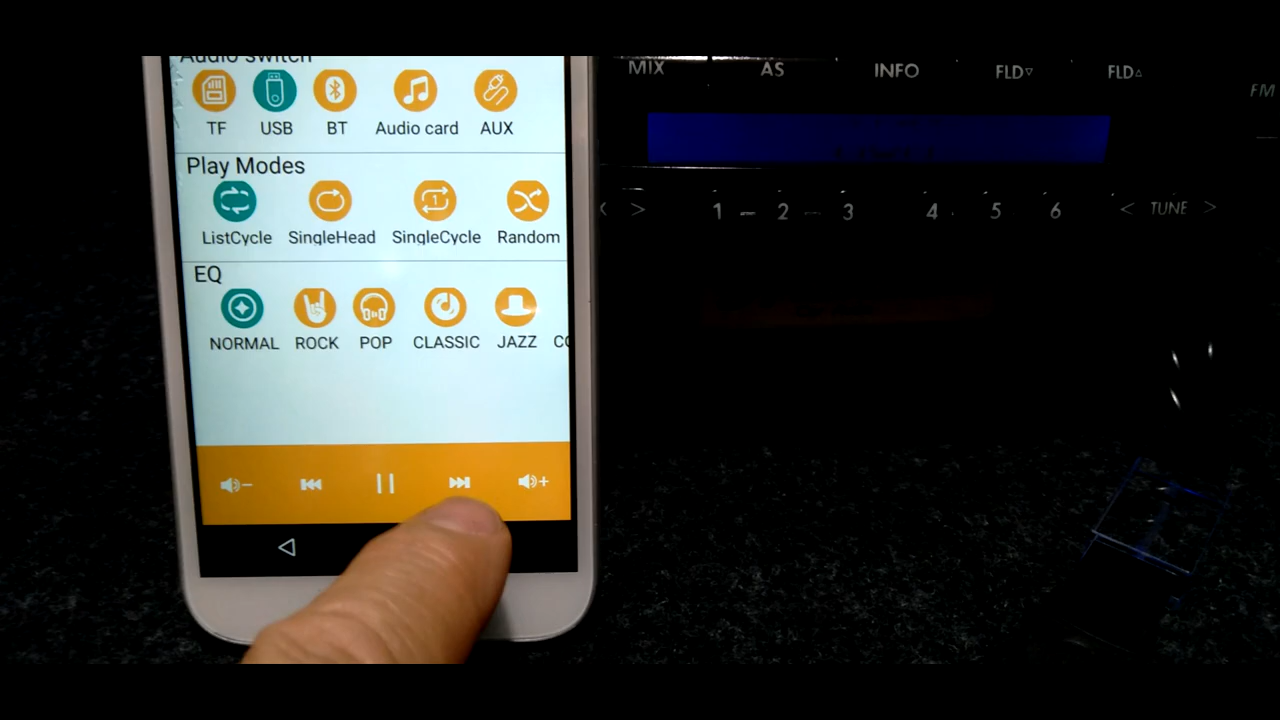 Audio switch
TF USB BT Audio card AUX
Play Modes
ListCycle SingleHead SingleCycle Random
1
EQ
NORMAL ROCK POP CLASSIC JAZZ
MIX AS INFO FLD▽ FLD△
FM
< > 1 2 3 4 5 6 < TUNE >